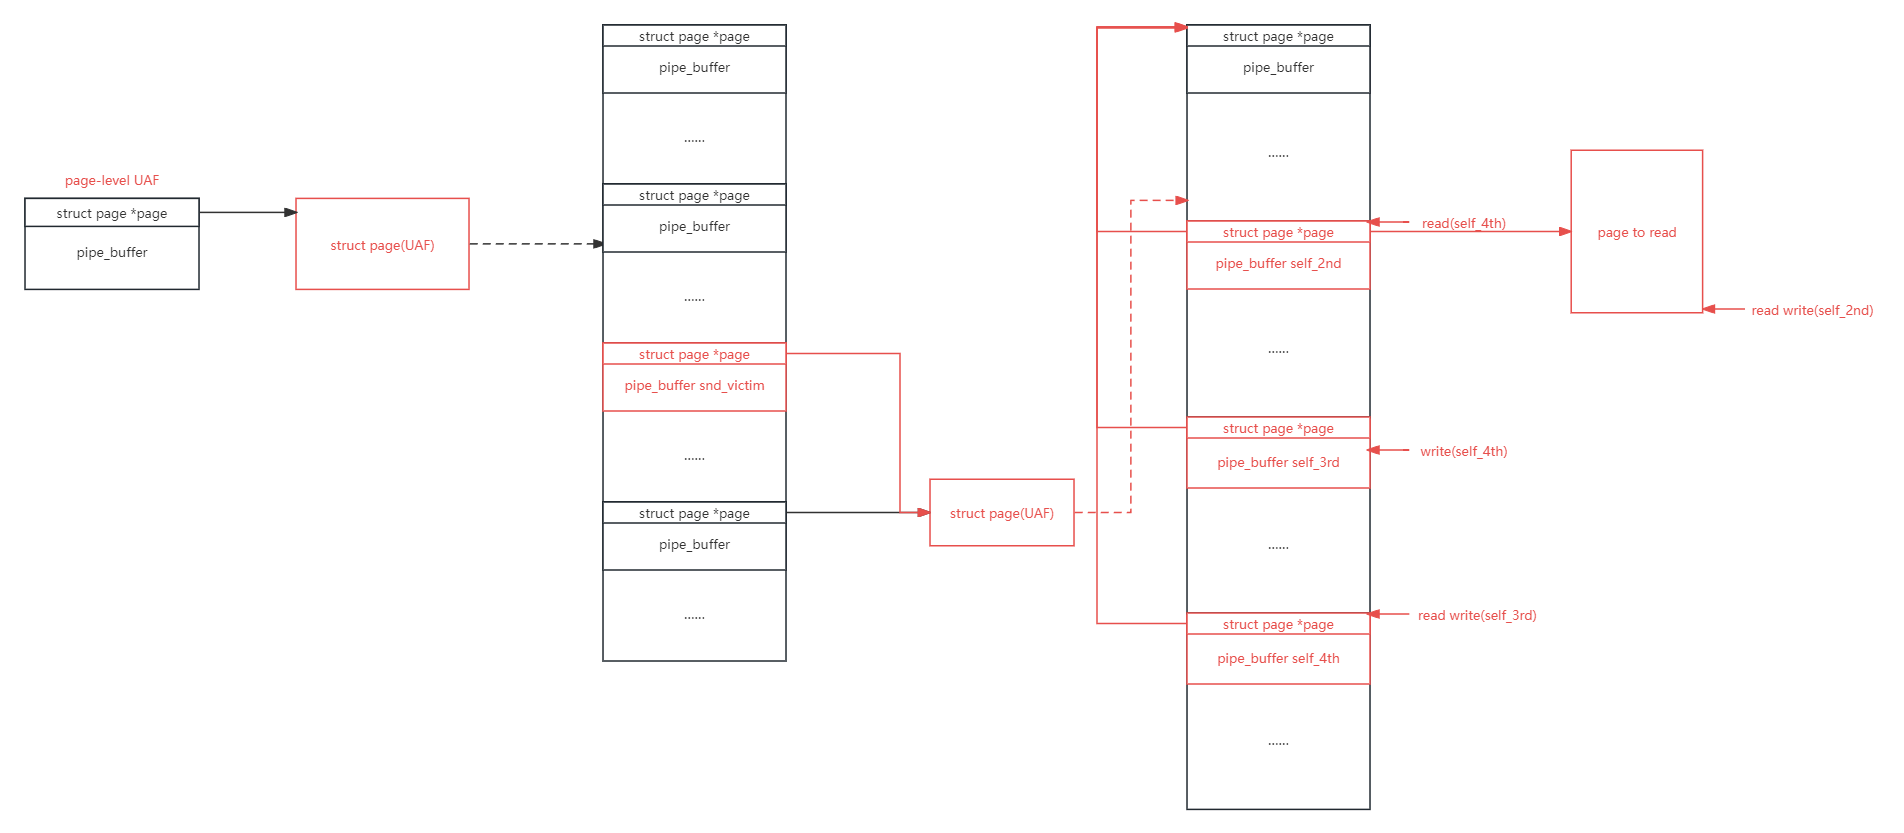 page-level UAF
struct page *page
pipe_buffer
struct page(UAF)
struct page *page
pipe_buffer
......
struct page *page
pipe_buffer
......
struct page *page
pipe_buffer snd_victim
......
struct page *page
pipe_buffer
......
struct page(UAF)
struct page *page
pipe_buffer
......
struct page *page
pipe_buffer self_2nd
......
struct page *page
pipe_buffer self_3rd
......
struct page *page
pipe_buffer self_4th
......
read(self_4th)
write(self_4th)
read write(self_3rd)
page to read
read write(self_2nd)